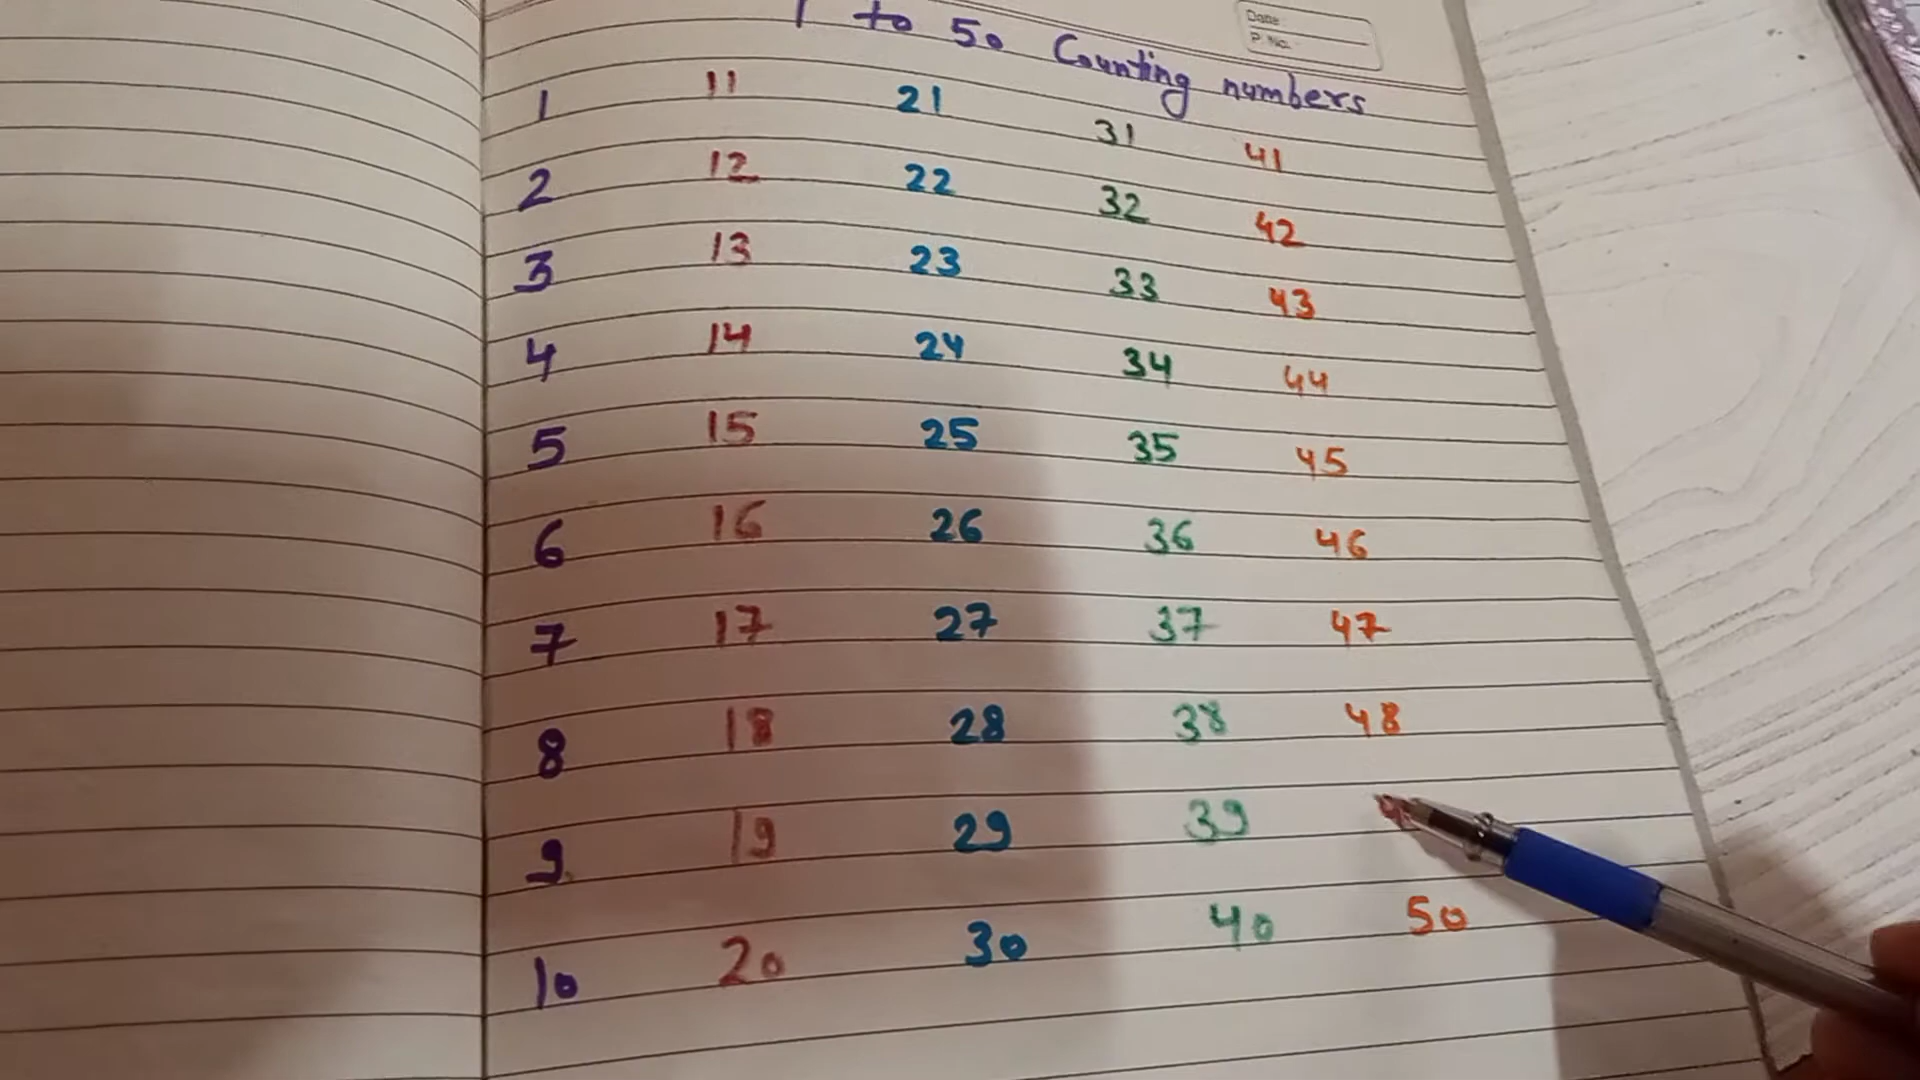 1 to 50 Counting numbers
Date:
P. No.
1 11 21 31 41
2 12 22 32 42
3 13 23 33 43
4 14 24 34 44
5 15 25 35 45
6 16 26 36 46
7 17 27 37 47
8 18 28 38 48
9 19 29 39
10 20 30 40 50